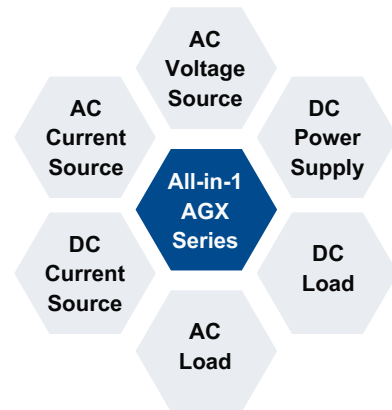 AC
Voltage
Source
AC
Current
Source
DC
Power
Supply
All-in-1
AGX
Series
DC
Current
Source
DC
Load
AC
Load